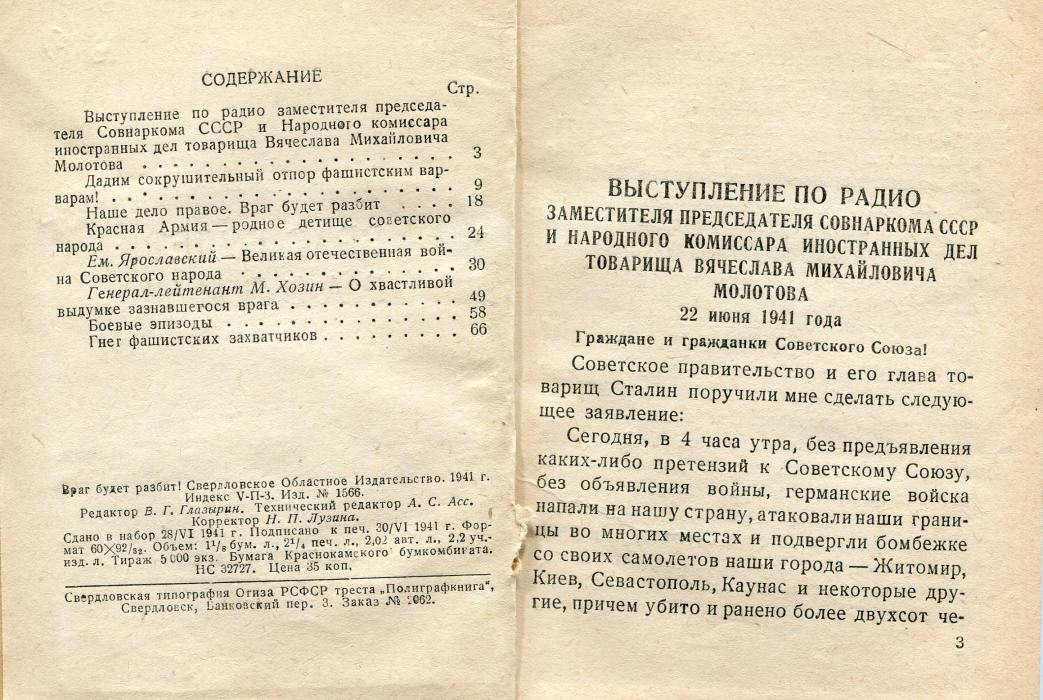 СОДЕРЖАНИЕ
Стр.
Выступление по радио заместителя председа-
теля Совнаркома СССР и Народного комиссара
иностранных дел товарища Вячеслава Михайловича
Молотова . . . . . . . . . . . . . . . . . . 3
Дадим сокрушительный отпор фашистским вар-
варам! . . . . . . . . . . . . . . . . . . . 9
Наше дело правое. Враг будет разбит . . . . 18
Красная Армия — родное детище советского
народа . . . . . . . . . . . . . . . . . . . 24
Ем. Ярославский — Великая отечественная вой-
на Советского народа . . . . . . . . . . . 30
Генерал-лейтенант М. Хозин — О хвастливой
выдумке зазнавшегося врага . . . . . . . . 49
Боевые эпизоды . . . . . . . . . . . . . . 58
Гнет фашистских захватчиков . . . . . . . . 66
Враг будет разбит! Свердловское Областное Издательство. 1941 г.
Индекс V-П-3. Изд. № 1566.
Редактор В. Г. Глазырин. Технический редактор А. С. Асс.
Корректор Н. П. Лузина.
Сдано в набор 28/VI 1941 г. Подписано к печ. 30/VI 1941 г. Фор-
мат 60×92/32. Объем: 1 1/8 бум. л., 2 1/4 печ. л., 2,02 авт. л., 2,2 уч.-
изд. л. Тираж 5 000 экз. Бумага Краснокамского бумкомбината.
НС 32727. Цена 35 коп.
Свердловская типография Огиза РСФСР треста „Полиграфкнига“,
Свердловск, Банковский пер. 3. Заказ №
ВЫСТУПЛЕНИЕ ПО РАДИО
ЗАМЕСТИТЕЛЯ ПРЕДСЕДАТЕЛЯ СОВНАРКОМА СССР
И НАРОДНОГО КОМИССАРА ИНОСТРАННЫХ ДЕЛ
ТОВАРИЩА ВЯЧЕСЛАВА МИХАЙЛОВИЧА
МОЛОТОВА
22 июня 1941 года
Граждане и гражданки Советского Союза!
Советское правительство и его глава то-
варищ Сталин поручили мне сделать следую-
щее заявление:
Сегодня, в 4 часа утра, без предъявления
каких-либо претензий к Советскому Союзу,
без объявления войны, германские войска
напали на нашу страну, атаковали наши грани-
цы во многих местах и подвергли бомбежке
со своих самолетов наши города — Житомир,
Киев, Севастополь, Каунас и некоторые дру-
гие, причем убито и ранено более двухсот че-
3